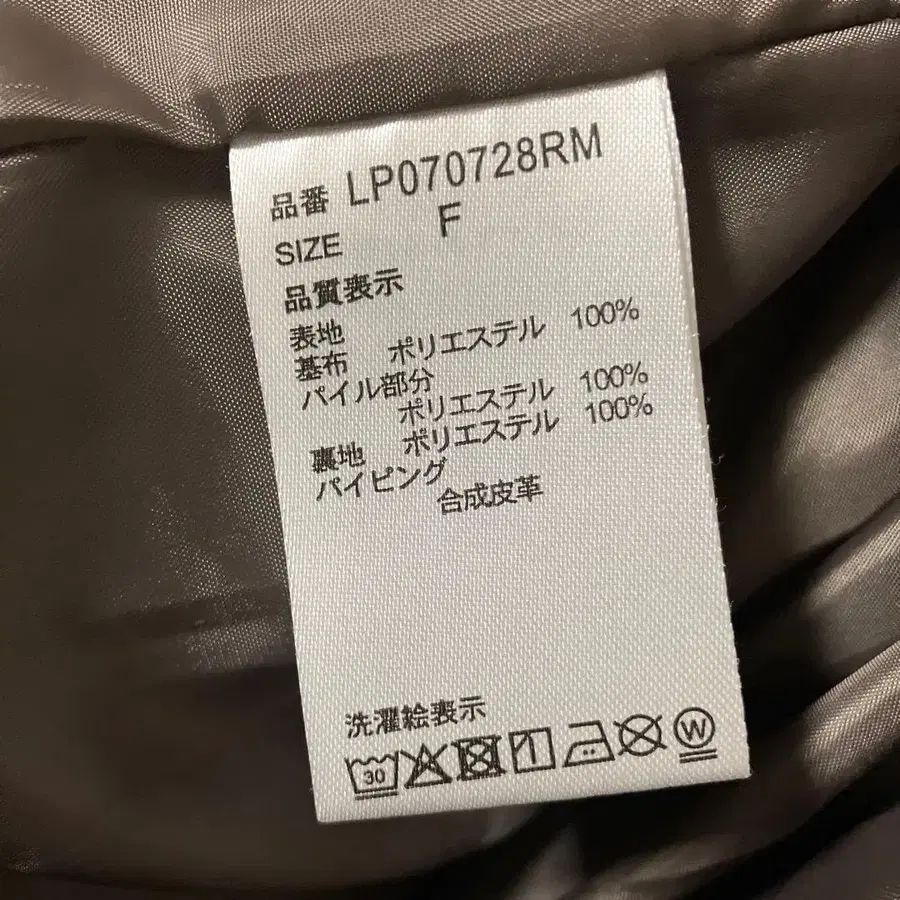 品番 LP070728RM
SIZE F
品質表示
表地
基布 ポリエステル 100%
パイル部分
ポリエステル 100%
裏地 ポリエステル 100%
パイピング
合成皮革
洗濯絵表示
30 W